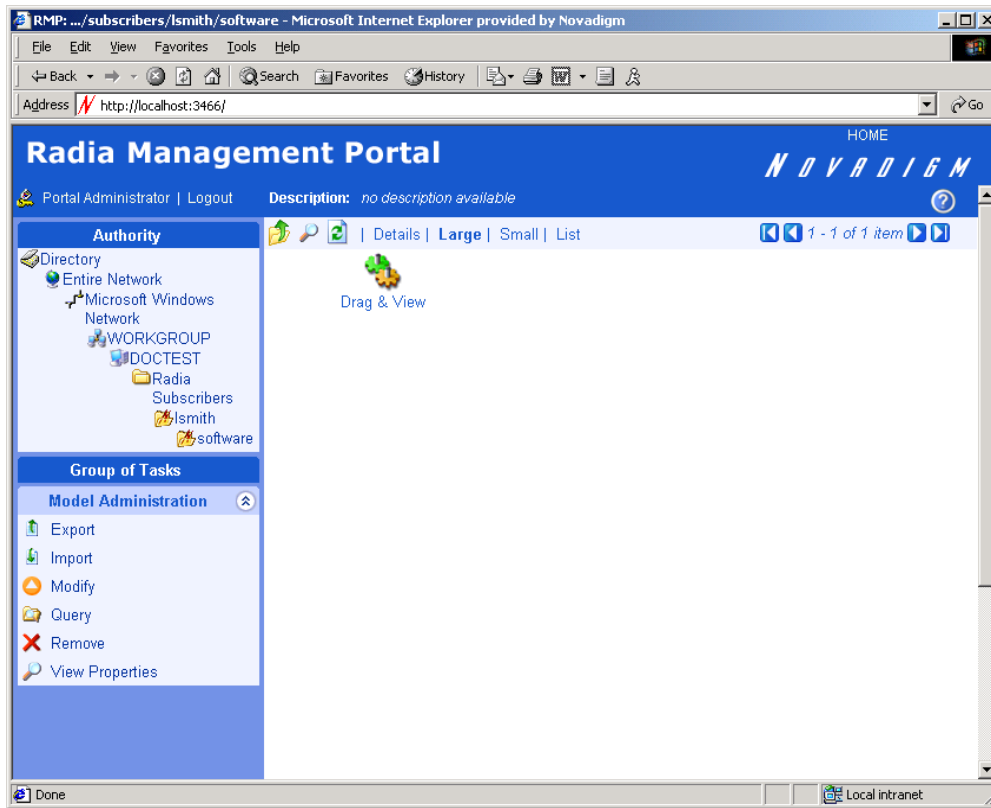 RMP: .../subscribers/lsmith/software - Microsoft Internet Explorer provided by Novadigm
File Edit View Favorites Tools Help
Back Search Favorites History
Address http://localhost:3466/ Go
HOME
Radia Management Portal
NOVADIGM
Portal Administrator | Logout Description: no description available
Authority
| Details | Large | Small | List 1 - 1 of 1 item
Directory
Entire Network
Microsoft Windows
Network
WORKGROUP
DOCTEST
Radia
Subscribers
lsmith
software
Drag & View
Group of Tasks
Model Administration
Export
Import
Modify
Query
Remove
View Properties
Done Local intranet